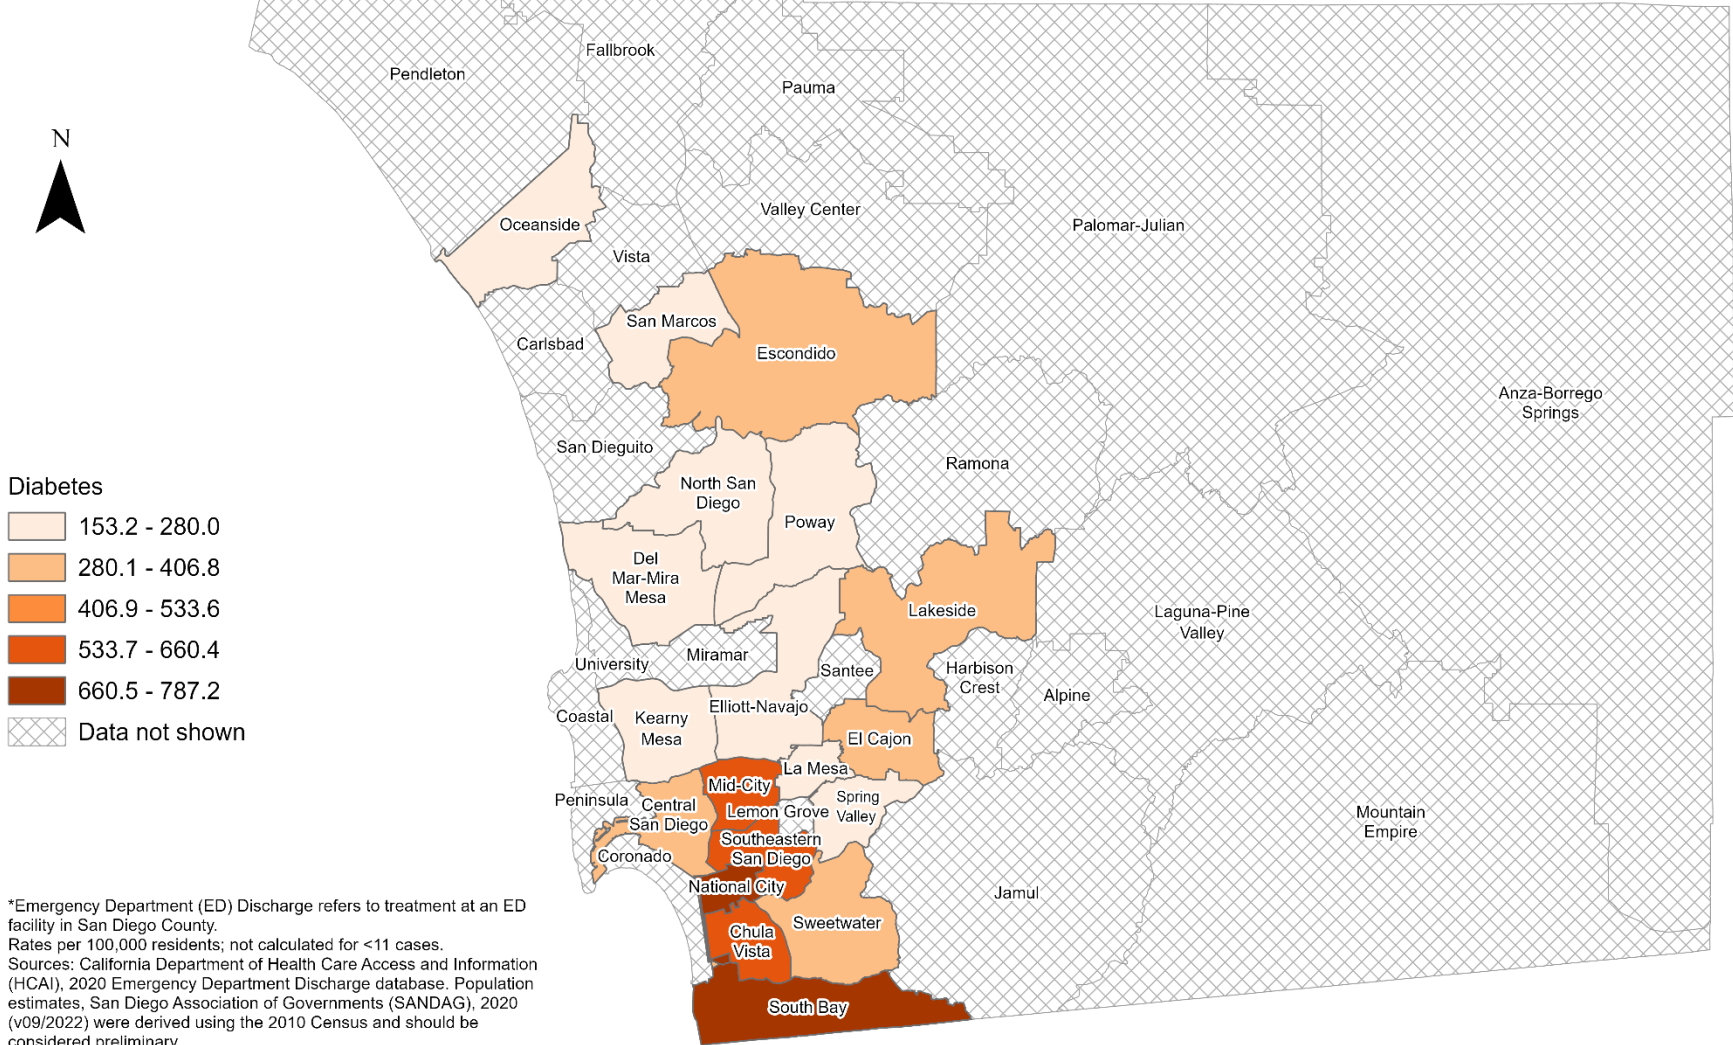 Fallbrook
Pendleton
Pauma
N
Valley Center
Oceanside
Palomar-Julian
Vista
San Marcos
Carlsbad
Escondido
Anza-Borrego
Springs
San Dieguito
Ramona
North San
Diego
Poway
Del
Mar-Mira
Mesa
Lakeside
Laguna-Pine
Valley
Miramar
University
Santee
Harbison
Crest
Alpine
Coastal
Kearny
Mesa
Elliott-Navajo
El Cajon
La Mesa
Mid-City
Peninsula
Central
San Diego
Lemon Grove
Spring
Valley
Mountain
Empire
Southeastern
San Diego
Coronado
National City
Jamul
Sweetwater
Chula
Vista
South Bay
Diabetes
153.2 - 280.0
280.1 - 406.8
406.9 - 533.6
533.7 - 660.4
660.5 - 787.2
Data not shown
*Emergency Department (ED) Discharge refers to treatment at an ED
facility in San Diego County.
Rates per 100,000 residents; not calculated for <11 cases.
Sources: California Department of Health Care Access and Information
(HCAI), 2020 Emergency Department Discharge database. Population
estimates, San Diego Association of Governments (SANDAG), 2020
(v09/2022) were derived using the 2010 Census and should be
considered preliminary